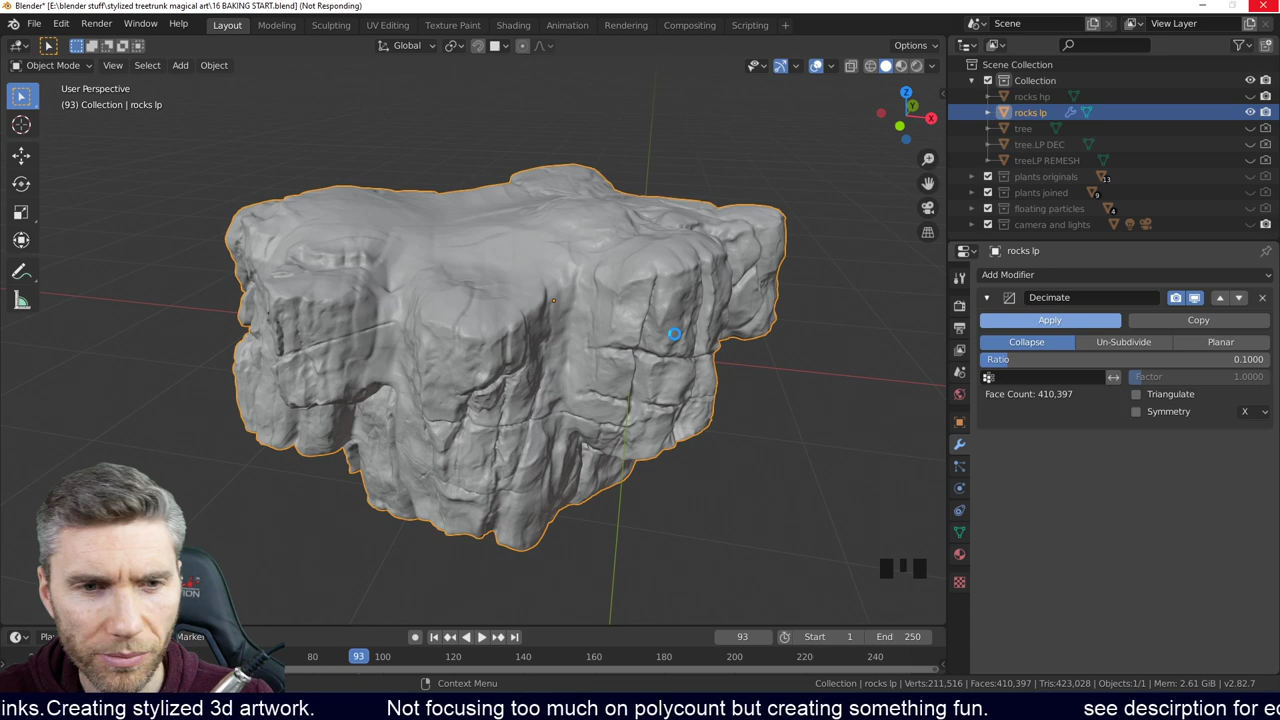 Blender* [E:\blender stuff\stylized treetrunk magical art\16 BAKING START.blend] (Not Responding)
File Edit Render Window Help Layout Modeling Sculpting UV Editing Texture Paint Shading Animation Rendering Compositing Scripting Scene View Layer
Global Options
Object Mode View Select Add Object
User Perspective
(93) Collection | rocks lp
Z
Y
X
Scene Collection
Collection
rocks hp
rocks lp
tree
tree.LP DEC
treeLP REMESH
plants originals 13
plants joined 9
floating particles 4
camera and lights
rocks lp
Add Modifier
Decimate
Apply Copy
Collapse Un-Subdivide Planar
Ratio 0.1000
Factor 1.0000
Face Count: 410,397 Triangulate
Symmetry X
Marker 93 Start 1 End 250
80 93 100 120 140 160 180 200 220 240
Context Menu Collection | rocks lp | Verts:211,516 | Faces:410,397 | Tris:423,028 | Objects:1/1 | Mem: 2.61 GiB | v2.82.7
inks.Creating stylized 3d artwork. Not focusing too much on polycount but creating something fun. see descirption for ec